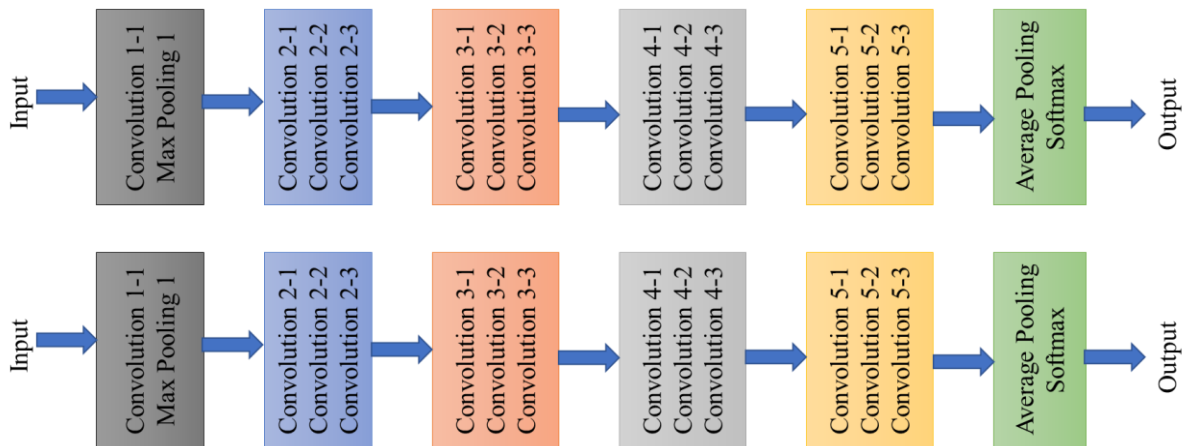 Input
Convolution 1-1
Max Pooling 1
Convolution 2-1
Convolution 2-2
Convolution 2-3
Convolution 3-1
Convolution 3-2
Convolution 3-3
Convolution 4-1
Convolution 4-2
Convolution 4-3
Convolution 5-1
Convolution 5-2
Convolution 5-3
Average Pooling
Softmax
Output
Input
Convolution 1-1
Max Pooling 1
Convolution 2-1
Convolution 2-2
Convolution 2-3
Convolution 3-1
Convolution 3-2
Convolution 3-3
Convolution 4-1
Convolution 4-2
Convolution 4-3
Convolution 5-1
Convolution 5-2
Convolution 5-3
Average Pooling
Softmax
Output